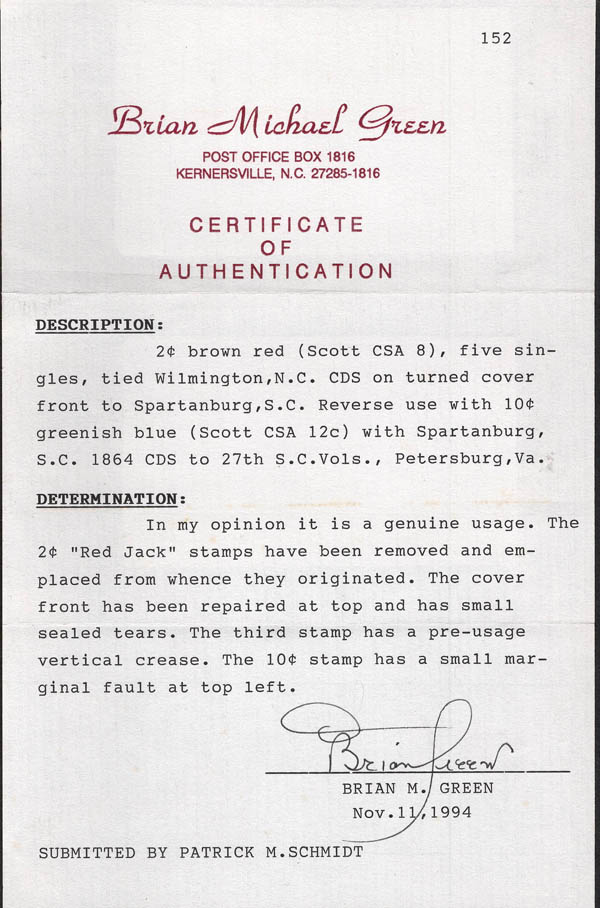 152
Brian Michael Green
POST OFFICE BOX 1816
KERNERSVILLE, N.C. 27285-1816
CERTIFICATE
OF
AUTHENTICATION
DESCRIPTION:
2¢ brown red (Scott CSA 8), five sin-
gles, tied Wilmington,N.C. CDS on turned cover
front to Spartanburg,S.C. Reverse use with 10¢
greenish blue (Scott CSA 12c) with Spartanburg,
S.C. 1864 CDS to 27th S.C.Vols., Petersburg,Va.
DETERMINATION:
In my opinion it is a genuine usage. The
2¢ "Red Jack" stamps have been removed and em-
placed from whence they originated. The cover
front has been repaired at top and has small
sealed tears. The third stamp has a pre-usage
vertical crease. The 10¢ stamp has a small mar-
ginal fault at top left.
Brian Green
BRIAN M. GREEN
Nov.11,1994
SUBMITTED BY PATRICK M.SCHMIDT